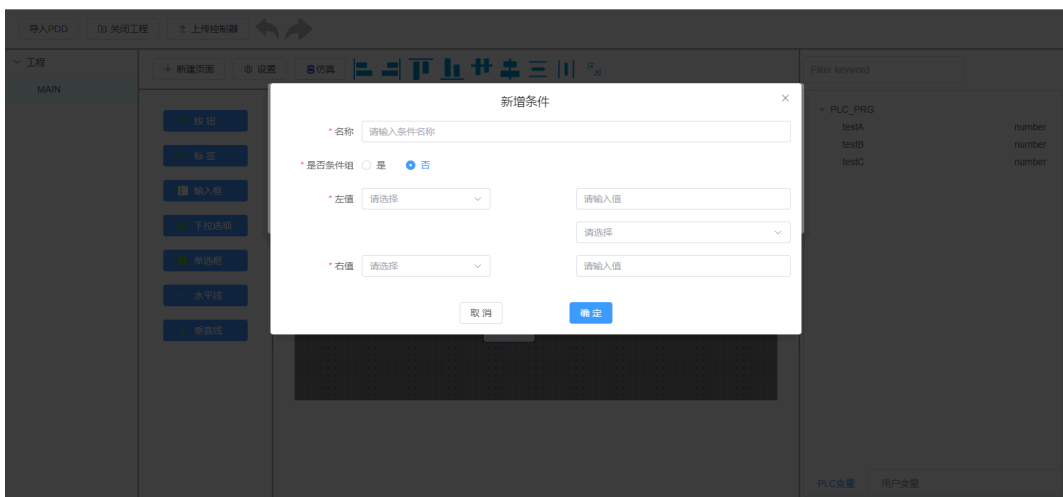 导入PDD 关闭工程 上传控制器
工程
MAIN
新建页面 设置 仿真
Filter keyword
按钮
标签
输入框
下拉选项
单选框
水平线
垂直线
新增条件
* 名称 请输入条件名称
* 是否条件组 是 否
* 左值 请选择 请输入值
请选择
* 右值 请选择 请输入值
取消 确定
PLC_PRG
testA number
testB number
testC number
PLC变量 用户变量